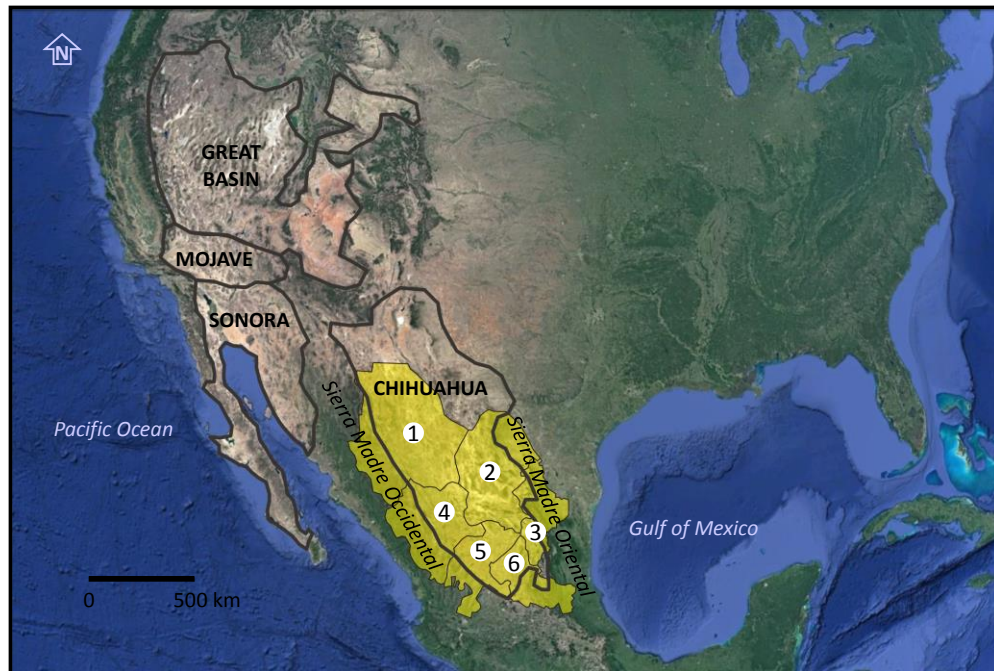 N
GREAT
BASIN
MOJAVE
SONORA
CHIHUAHUA
Sierra Madre Occidental
Sierra Madre Oriental
Pacific Ocean
Gulf of Mexico
1
2
3
4
5
6
0 500 km